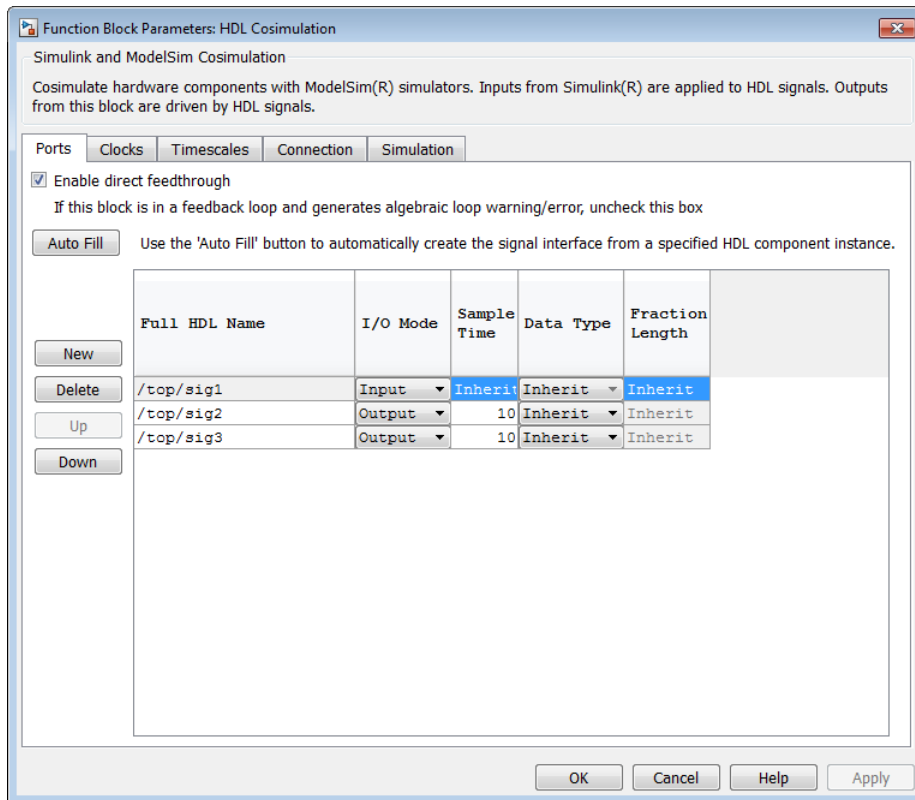 Function Block Parameters: HDL Cosimulation
Simulink and ModelSim Cosimulation
Cosimulate hardware components with ModelSim(R) simulators. Inputs from Simulink(R) are applied to HDL signals. Outputs
from this block are driven by HDL signals.
Ports Clocks Timescales Connection Simulation
Enable direct feedthrough
If this block is in a feedback loop and generates algebraic loop warning/error, uncheck this box
Auto Fill Use the 'Auto Fill' button to automatically create the signal interface from a specified HDL component instance.
Full HDL Name I/O Mode Sample Time Data Type Fraction Length
New
Delete /top/sig1 Input Inherit Inherit Inherit
Up /top/sig2 Output 10 Inherit Inherit
/top/sig3 Output 10 Inherit Inherit
Down
OK Cancel Help Apply